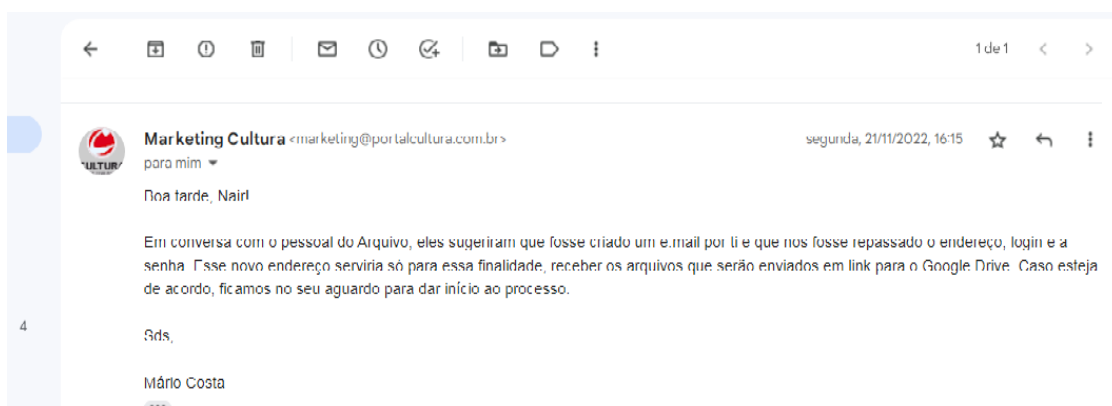 1 de 1
Marketing Cultura <marketing@portalcultura.com.br>
segunda, 21/11/2022, 16:15
para mim
Boa tarde, Nair!
Em conversa com o pessoal do Arquivo, eles sugeriram que fosse criado um e.mail por ti e que nos fosse repassado o endereço, login e a
senha. Esse novo endereço serviria só para essa finalidade, receber os arquivos que serão enviados em link para o Google Drive. Caso esteja
de acordo, ficamos no seu aguardo para dar início ao processo.
4
Sds,
Mário Costa